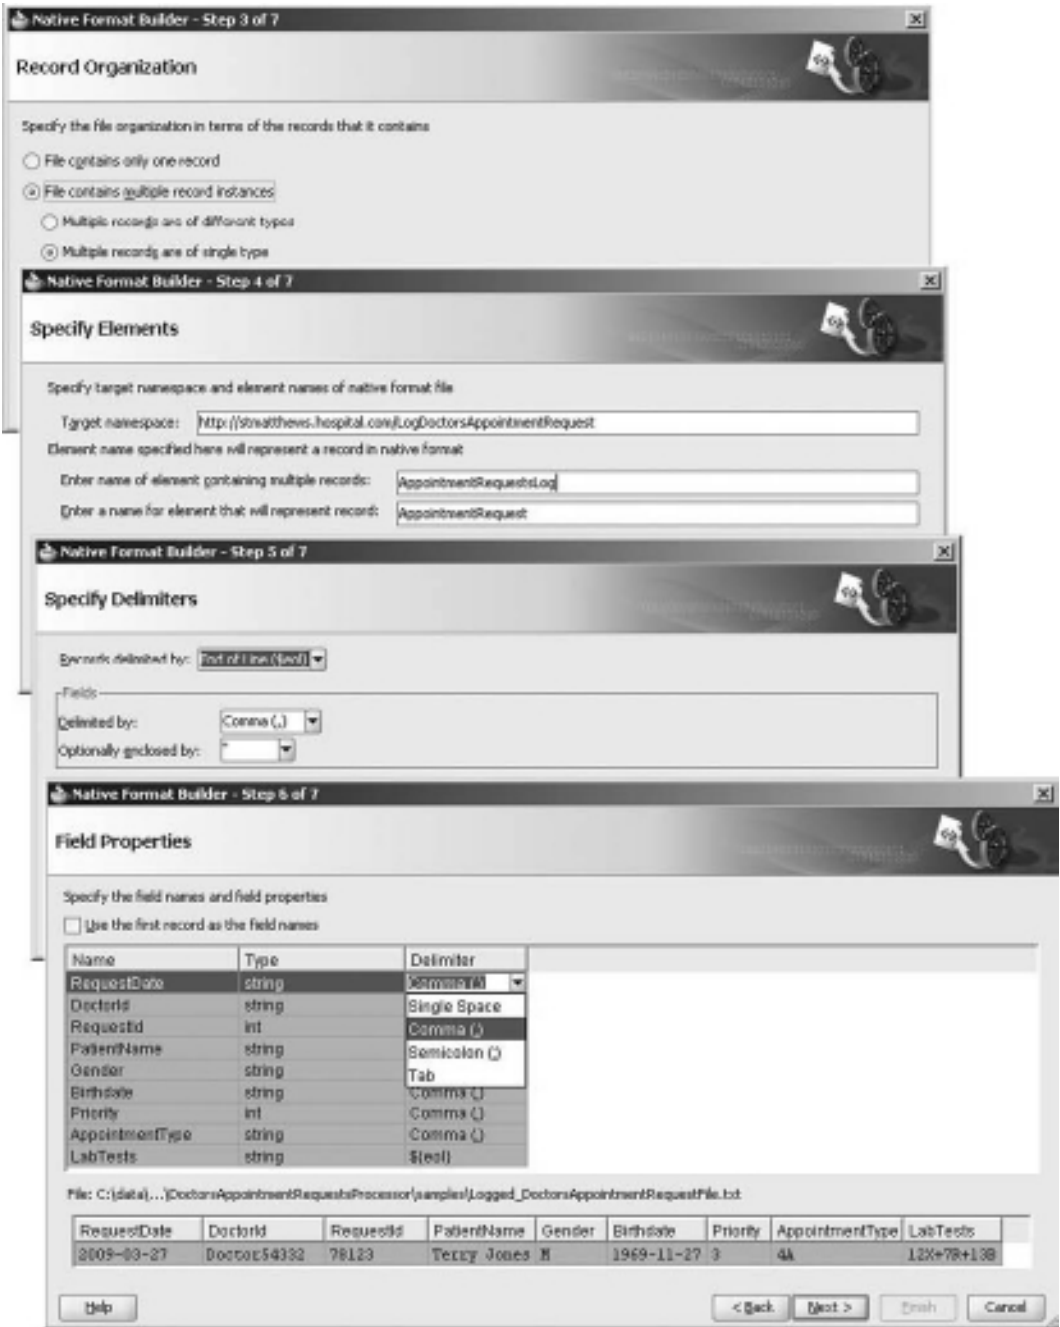 Native Format Builder - Step 3 of 7
Record Organization
Specify the file organization in terms of the records that it contains
File contains only one record
File contains multiple record instances
Multiple records are of different types
Multiple records are of single type
Native Format Builder - Step 4 of 7
Specify Elements
Specify target namespace and element names of native format file
Target namespace: http://stmatthews.hospital.com/LogDoctorsAppointmentRequest
Element name specified here will represent a record in native format
Enter name of element containing multiple records: AppointmentRequestsLog
Enter a name for element that will represent record: AppointmentRequest
Native Format Builder - Step 5 of 7
Specify Delimiters
Records delimited by: End of Line (${eol})
Fields
Delimited by: Comma (,)
Optionally enclosed by: "
Native Format Builder - Step 6 of 7
Field Properties
Specify the field names and field properties
Use the first record as the field names
Name Type Delimiter
RequestDate string Comma (,)
DoctorId string Single Space
RequestId int Comma (,)
PatientName string Semicolon (;)
Gender string Tab
Birthdate string Comma (,)
Priority int Comma (,)
AppointmentType string Comma (,)
LabTests string ${eol}
File: C:\data\...\DoctorsAppointmentRequestsProcessor\samples\Logged_DoctorsAppointmentRequestFile.txt
RequestDate DoctorId RequestId PatientName Gender Birthdate Priority AppointmentType LabTests
2009-03-27 Doctor54332 78123 Terry Jones M 1969-11-27 3 4A 12X+7R+13B
Help < Back Next > Finish Cancel